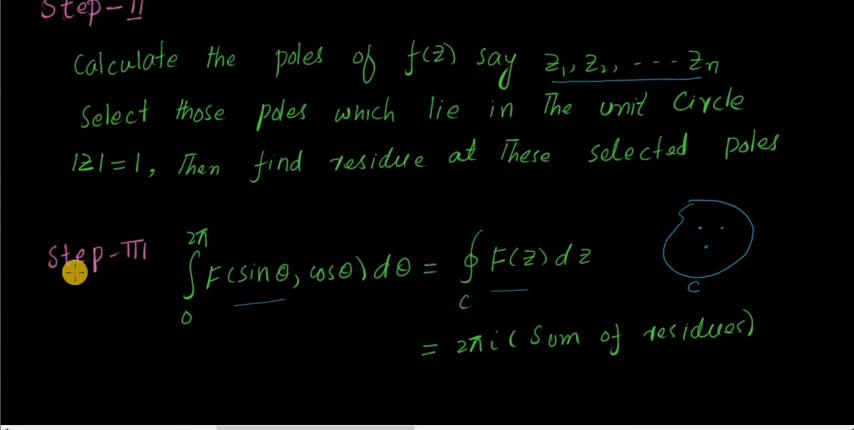 Step-II
Calculate the poles of f(z) say z₁, z₂, --- zn
Select those poles which lie in The unit Circle
|z|=1, Then find residue at These selected poles
Step-III ∫₀^2π F(sinθ, cosθ) dθ = ∮_C F(z) dz
C
= 2πi (Sum of residues)